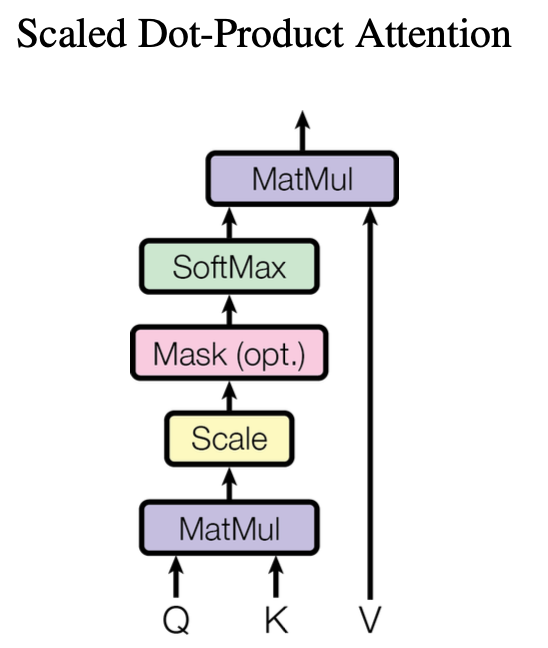 Scaled Dot-Product Attention
MatMul
SoftMax
Mask (opt.)
Scale
MatMul
Q K V